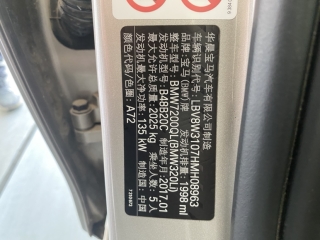 华晨宝马汽车有限公司制造
车辆识别代号:LBV8W3107HMH08963
品牌:宝马(BMW) 发动机排量:1998 ml
整车型号:BMW7200QL(BMW320Li)
发动机型号:B48B20C 制造年月:2017.01
最大允许总质量:2025 kg 乘坐人数:5人
发动机最大净功率:135 kW 制造国:中国
颜色代码/色漆:A72